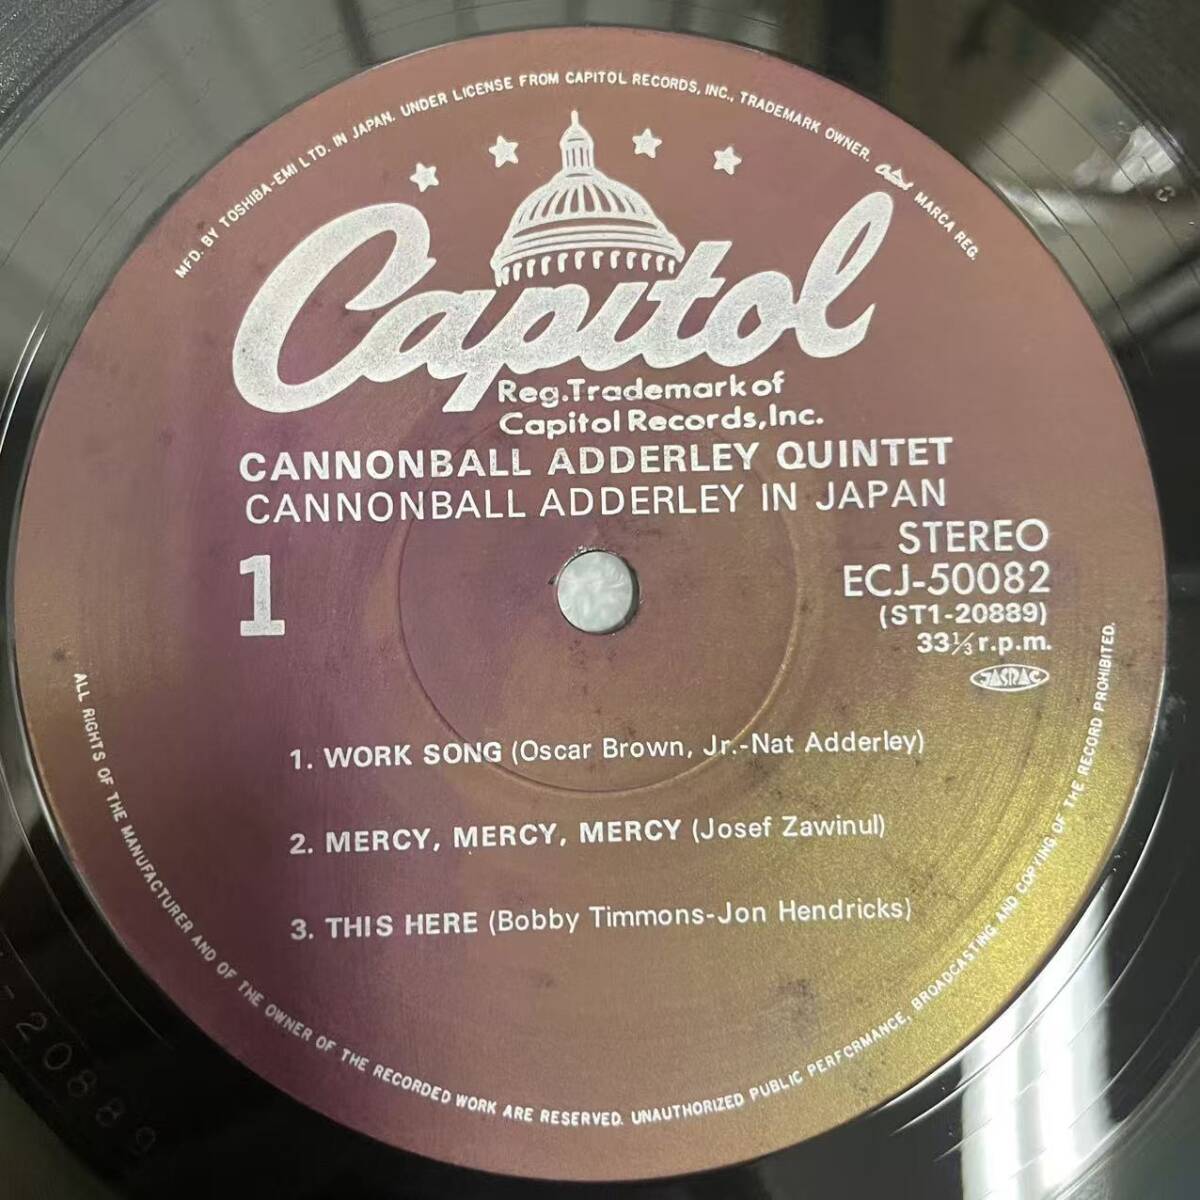 MFD. BY TOSHIBA-EMI LTD. IN JAPAN. UNDER LICENSE FROM CAPITOL RECORDS, INC., TRADEMARK OWNER. Capitol MARCA REG.
Capitol
Reg.Trademark of
Capitol Records,Inc.
CANNONBALL ADDERLEY QUINTET
CANNONBALL ADDERLEY IN JAPAN
STEREO
1
ECJ-50082
(ST1-20889)
33⅓ r.p.m.
JASRAC
1. WORK SONG (Oscar Brown, Jr.-Nat Adderley)
2. MERCY, MERCY, MERCY (Josef Zawinul)
3. THIS HERE (Bobby Timmons-Jon Hendricks)
ALL RIGHTS OF THE MANUFACTURER AND OF THE OWNER OF THE RECORDED WORK ARE RESERVED. UNAUTHORIZED PUBLIC PERFORMANCE, BROADCASTING AND COPYING OF THE RECORD PROHIBITED.
20889